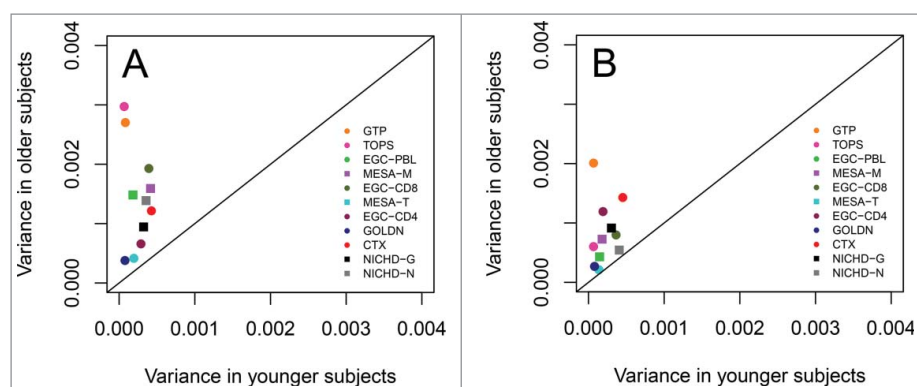 A
Variance in older subjects
0.004
0.002
0.000
GTP
TOPS
EGC-PBL
MESA-M
EGC-CD8
MESA-T
EGC-CD4
GOLDN
CTX
NICHD-G
NICHD-N
0.000 0.001 0.002 0.003 0.004
Variance in younger subjects
B
Variance in older subjects
0.004
0.002
0.000
GTP
TOPS
EGC-PBL
MESA-M
EGC-CD8
MESA-T
EGC-CD4
GOLDN
CTX
NICHD-G
NICHD-N
0.000 0.001 0.002 0.003 0.004
Variance in younger subjects